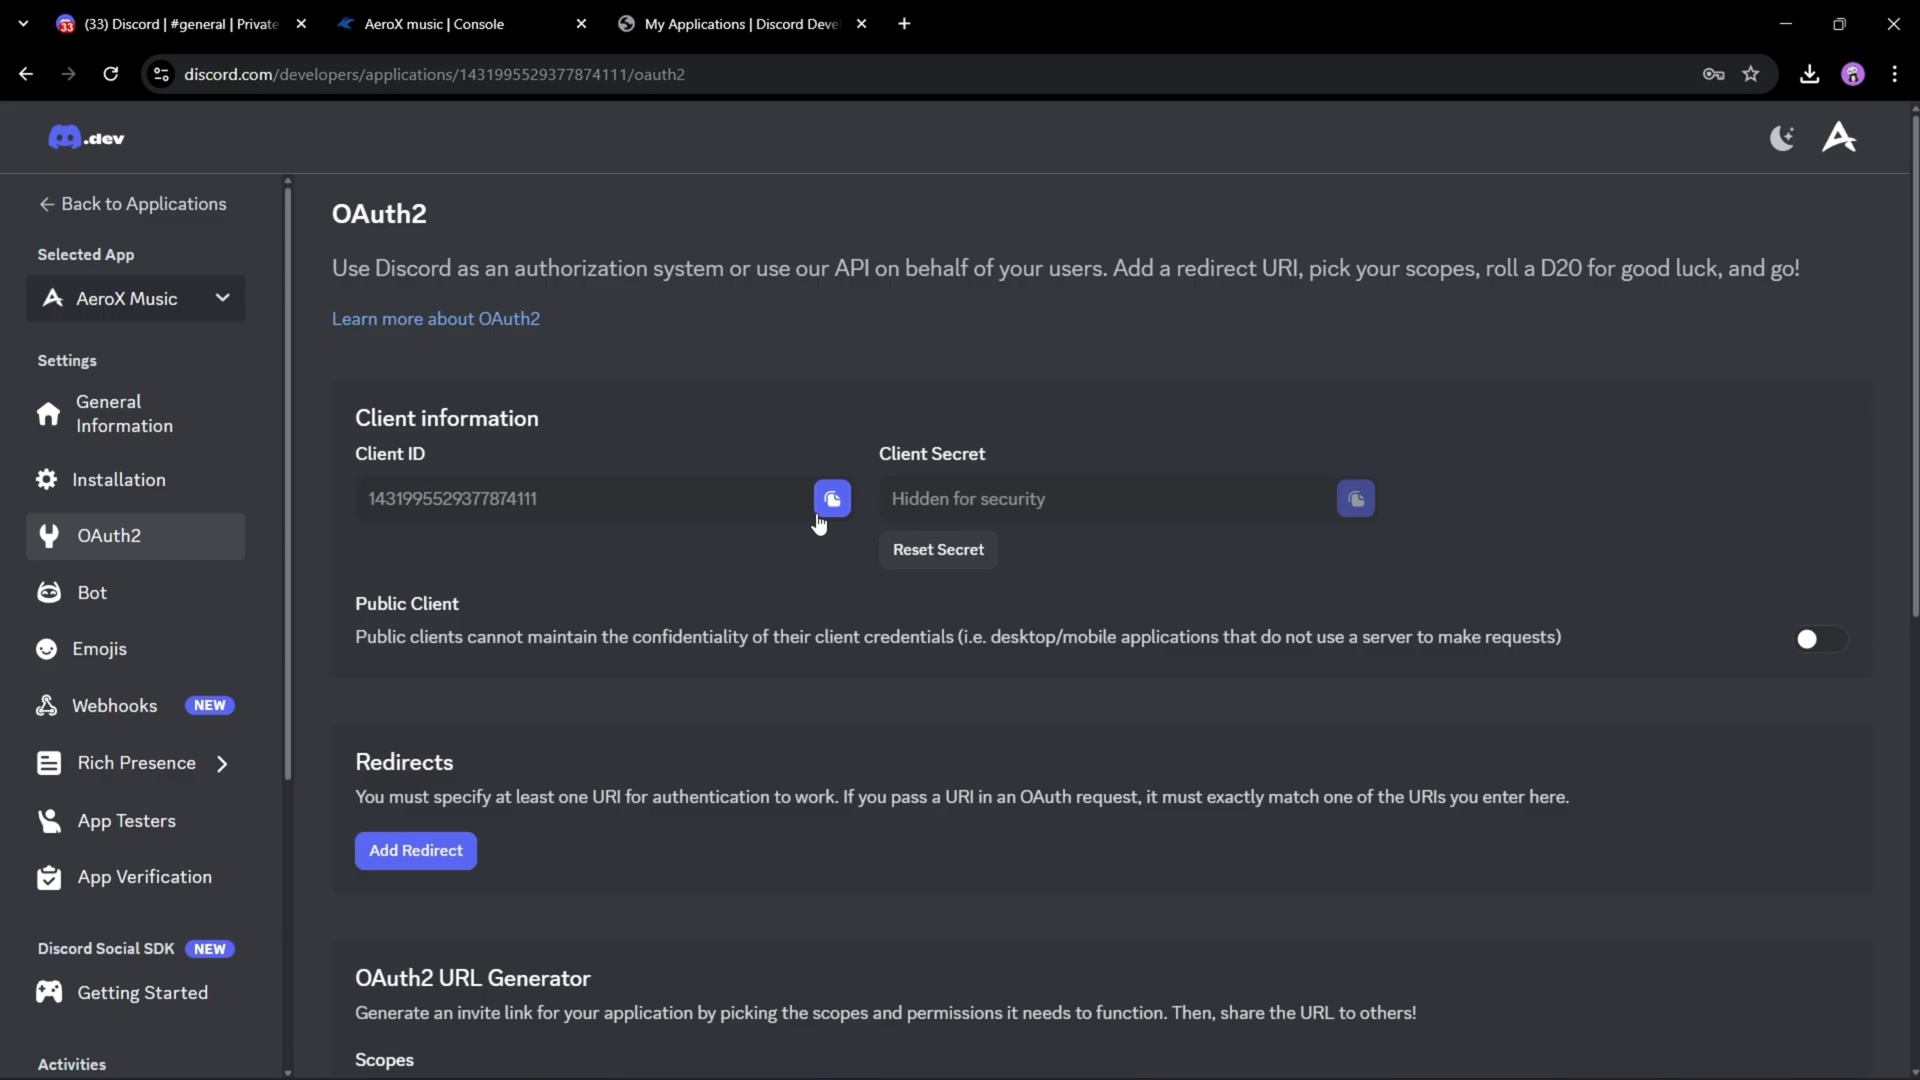 (33) Discord | #general | Private
AeroX music | Console
My Applications | Discord Deve
discord.com/developers/applications/1431995529377874111/oauth2
.dev
Back to Applications
Selected App
AeroX Music
Settings
General
Information
Installation
OAuth2
Bot
Emojis
Webhooks NEW
Rich Presence
App Testers
App Verification
Discord Social SDK NEW
Getting Started
Activities
OAuth2
Use Discord as an authorization system or use our API on behalf of your users. Add a redirect URI, pick your scopes, roll a D20 for good luck, and go!
Learn more about OAuth2
Client information
Client ID
1431995529377874111
Client Secret
Hidden for security
Reset Secret
Public Client
Public clients cannot maintain the confidentiality of their client credentials (i.e. desktop/mobile applications that do not use a server to make requests)
Redirects
You must specify at least one URI for authentication to work. If you pass a URI in an OAuth request, it must exactly match one of the URIs you enter here.
Add Redirect
OAuth2 URL Generator
Generate an invite link for your application by picking the scopes and permissions it needs to function. Then, share the URL to others!
Scopes